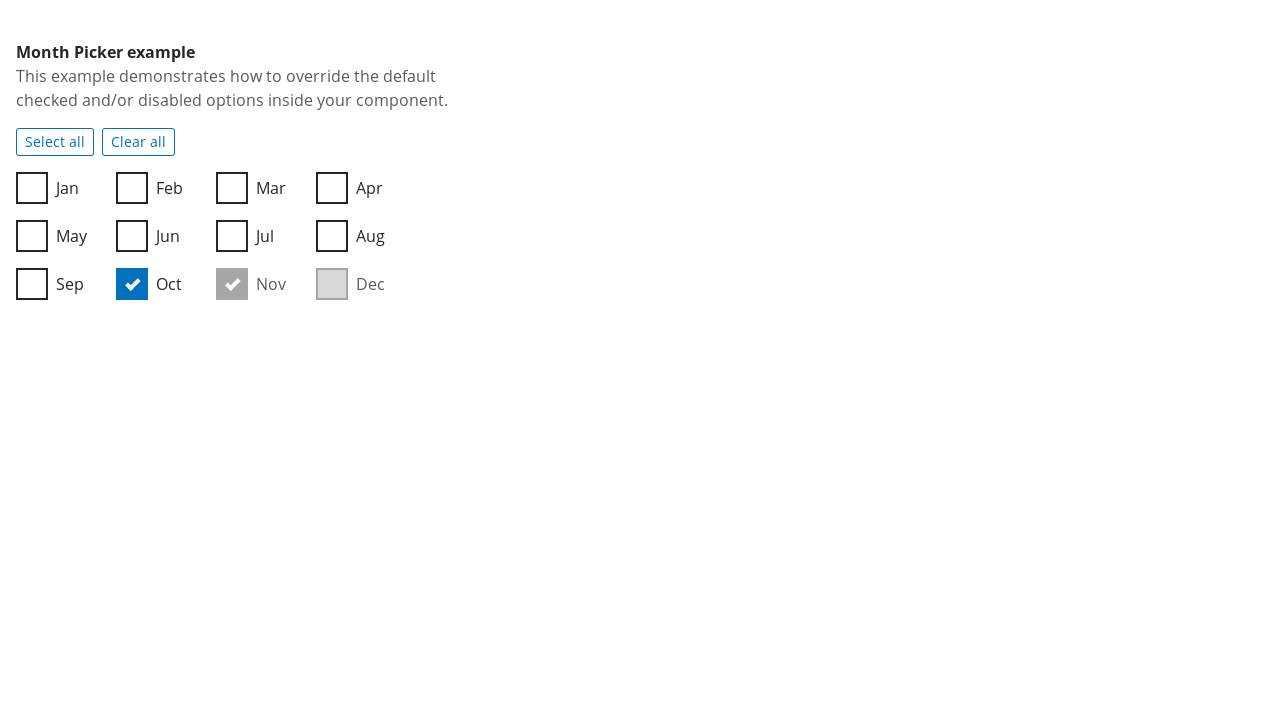 Month Picker example
This example demonstrates how to override the default
checked and/or disabled options inside your component.
Select all Clear all
Jan Feb Mar Apr
May Jun Jul Aug
Sep Oct Nov Dec